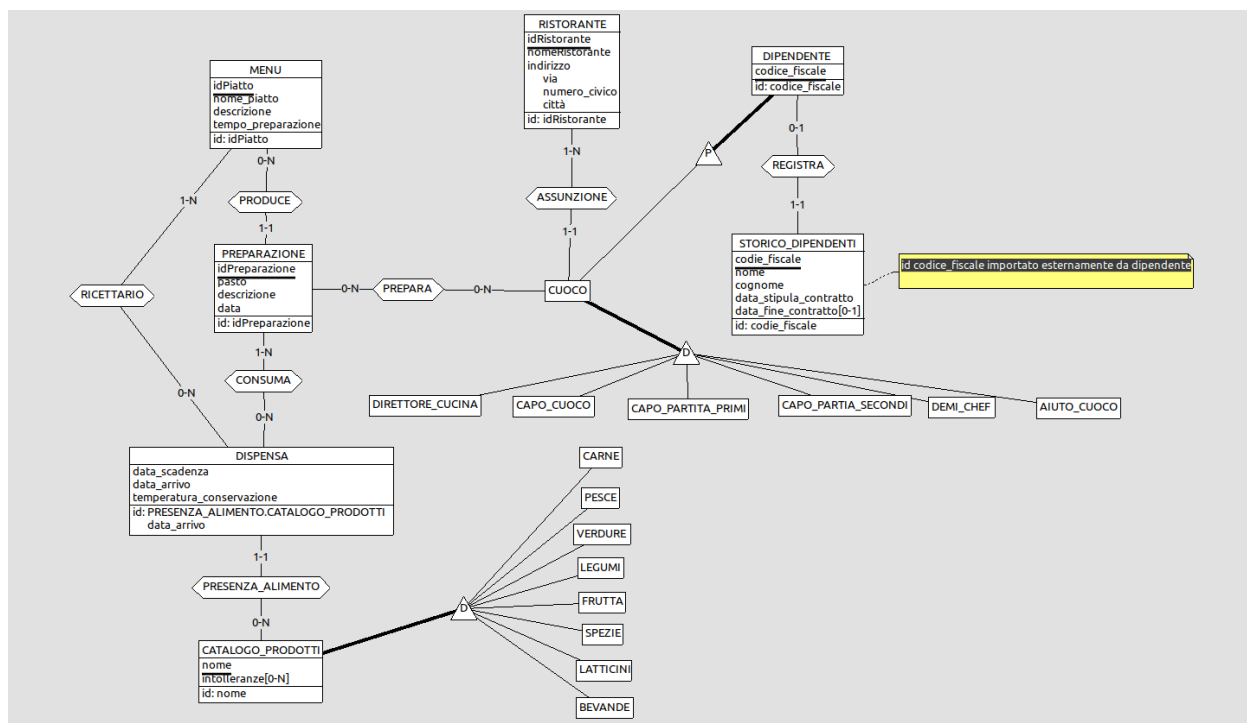 RISTORANTE
idRistorante
nomeRistorante
indirizzo
via
numero_civico
città
id: idRistorante
DIPENDENTE
codice_fiscale
id: codice_fiscale
MENU
idPiatto
nome_piatto
descrizione
tempo_preparazione
id: idPiatto
0-1
P
1-N
0-N
REGISTRA
1-N
PRODUCE
ASSUNZIONE
1-1
1-1
1-1
STORICO_DIPENDENTI
codie_fiscale
nome
cognome
data_stipula_contratto
data_fine_contratto[0-1]
id: codie_fiscale
id codice_fiscale importato esternamente da dipendente
PREPARAZIONE
idPreparazione
pasto
descrizione
data
id: idPreparazione
RICETTARIO
0-N
PREPARA
0-N
CUOCO
1-N
D
CONSUMA
0-N
0-N
DIRETTORE_CUCINA
CAPO_CUOCO
CAPO_PARTITA_PRIMI
CAPO_PARTIA_SECONDI
DEMI_CHEF
AIUTO_CUOCO
DISPENSA
data_scadenza
data_arrivo
temperatura_conservazione
id: PRESENZA_ALIMENTO.CATALOGO_PRODOTTI
data_arrivo
1-1
PRESENZA_ALIMENTO
0-N
CATALOGO_PRODOTTI
nome
intolleranze[0-N]
id: nome
D
CARNE
PESCE
VERDURE
LEGUMI
FRUTTA
SPEZIE
LATTICINI
BEVANDE